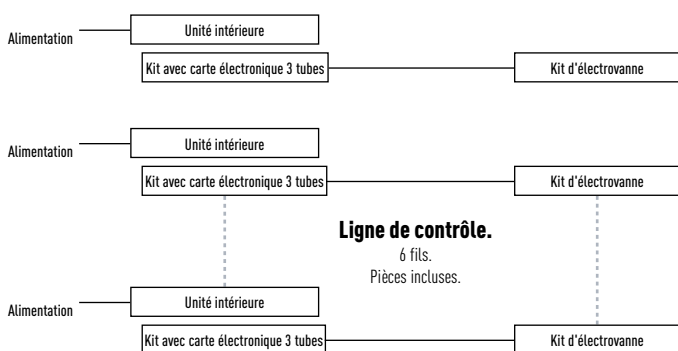 Unité intérieure
Alimentation
Kit avec carte électronique 3 tubes
Kit d'électrovanne
Unité intérieure
Alimentation
Kit avec carte électronique 3 tubes
Kit d'électrovanne
Ligne de contrôle.
6 fils.
Pièces incluses.
Unité intérieure
Alimentation
Kit avec carte électronique 3 tubes
Kit d'électrovanne